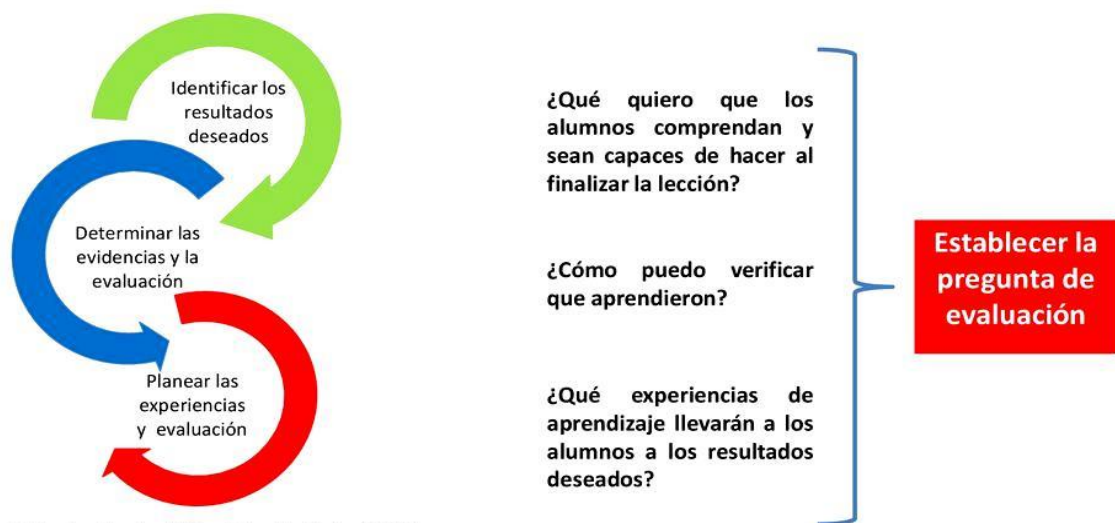 Identificar los
resultados
deseados
Determinar las
evidencias y la
evaluación
Planear las
experiencias
y evaluación
¿Qué quiero que los
alumnos comprendan y
sean capaces de hacer al
finalizar la lección?
¿Cómo puedo verificar
que aprendieron?
¿Qué experiencias de
aprendizaje llevarán a los
alumnos a los resultados
deseados?
Establecer la
pregunta de
evaluación